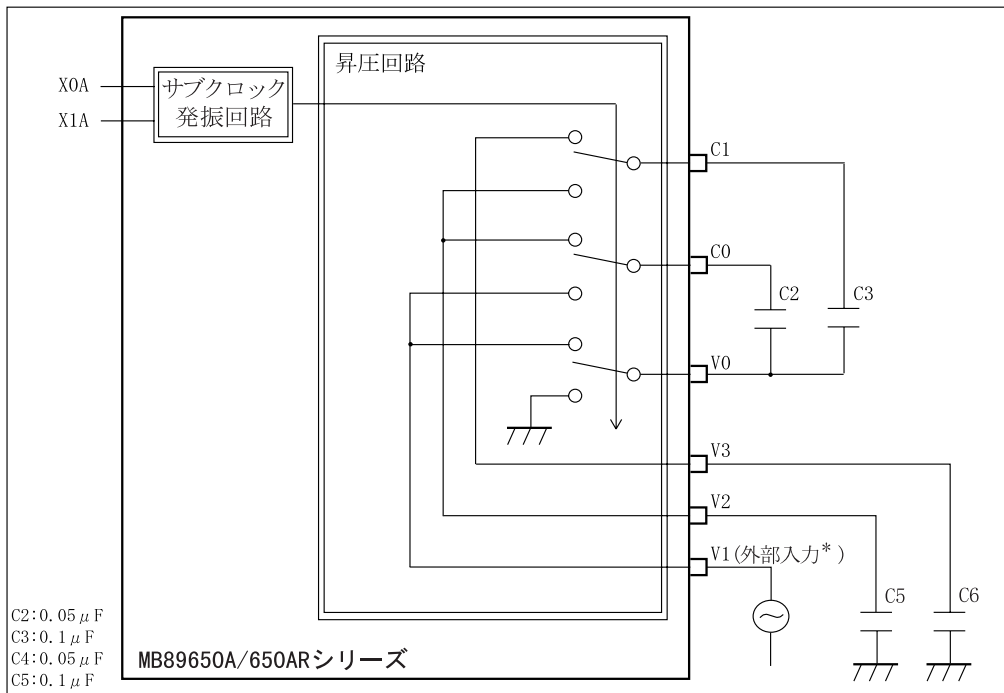 昇圧回路
X0A
サブクロック
発振回路
X1A
C1
C0
C2
C3
V0
V3
V2
V1(外部入力*)
C5
C6
C2:0.05μF
C3:0.1μF
C4:0.05μF
C5:0.1μF
MB89650A/650ARシリーズ